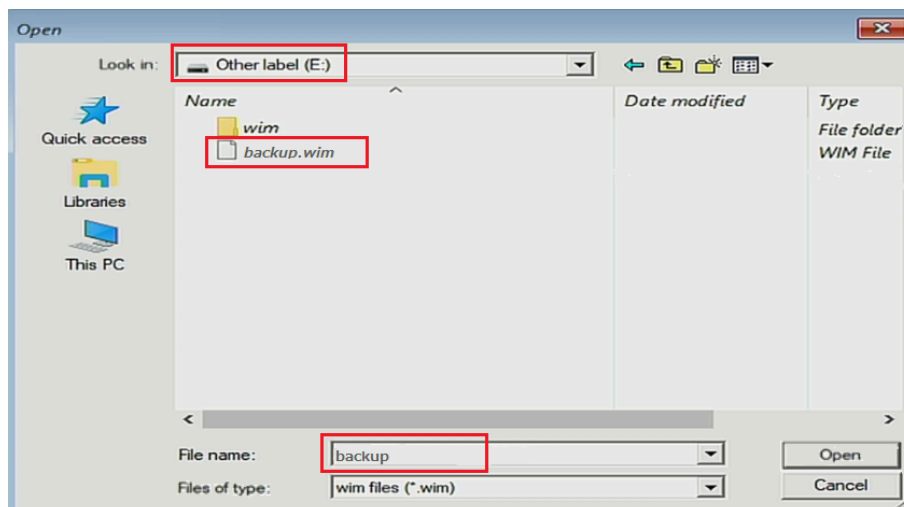 Open
Look in: Other label (E:)
Name Date modified Type
wim File folder
backup.wim WIM File
Quick access
Libraries
This PC
File name: backup Open
Files of type: wim files (*.wim) Cancel